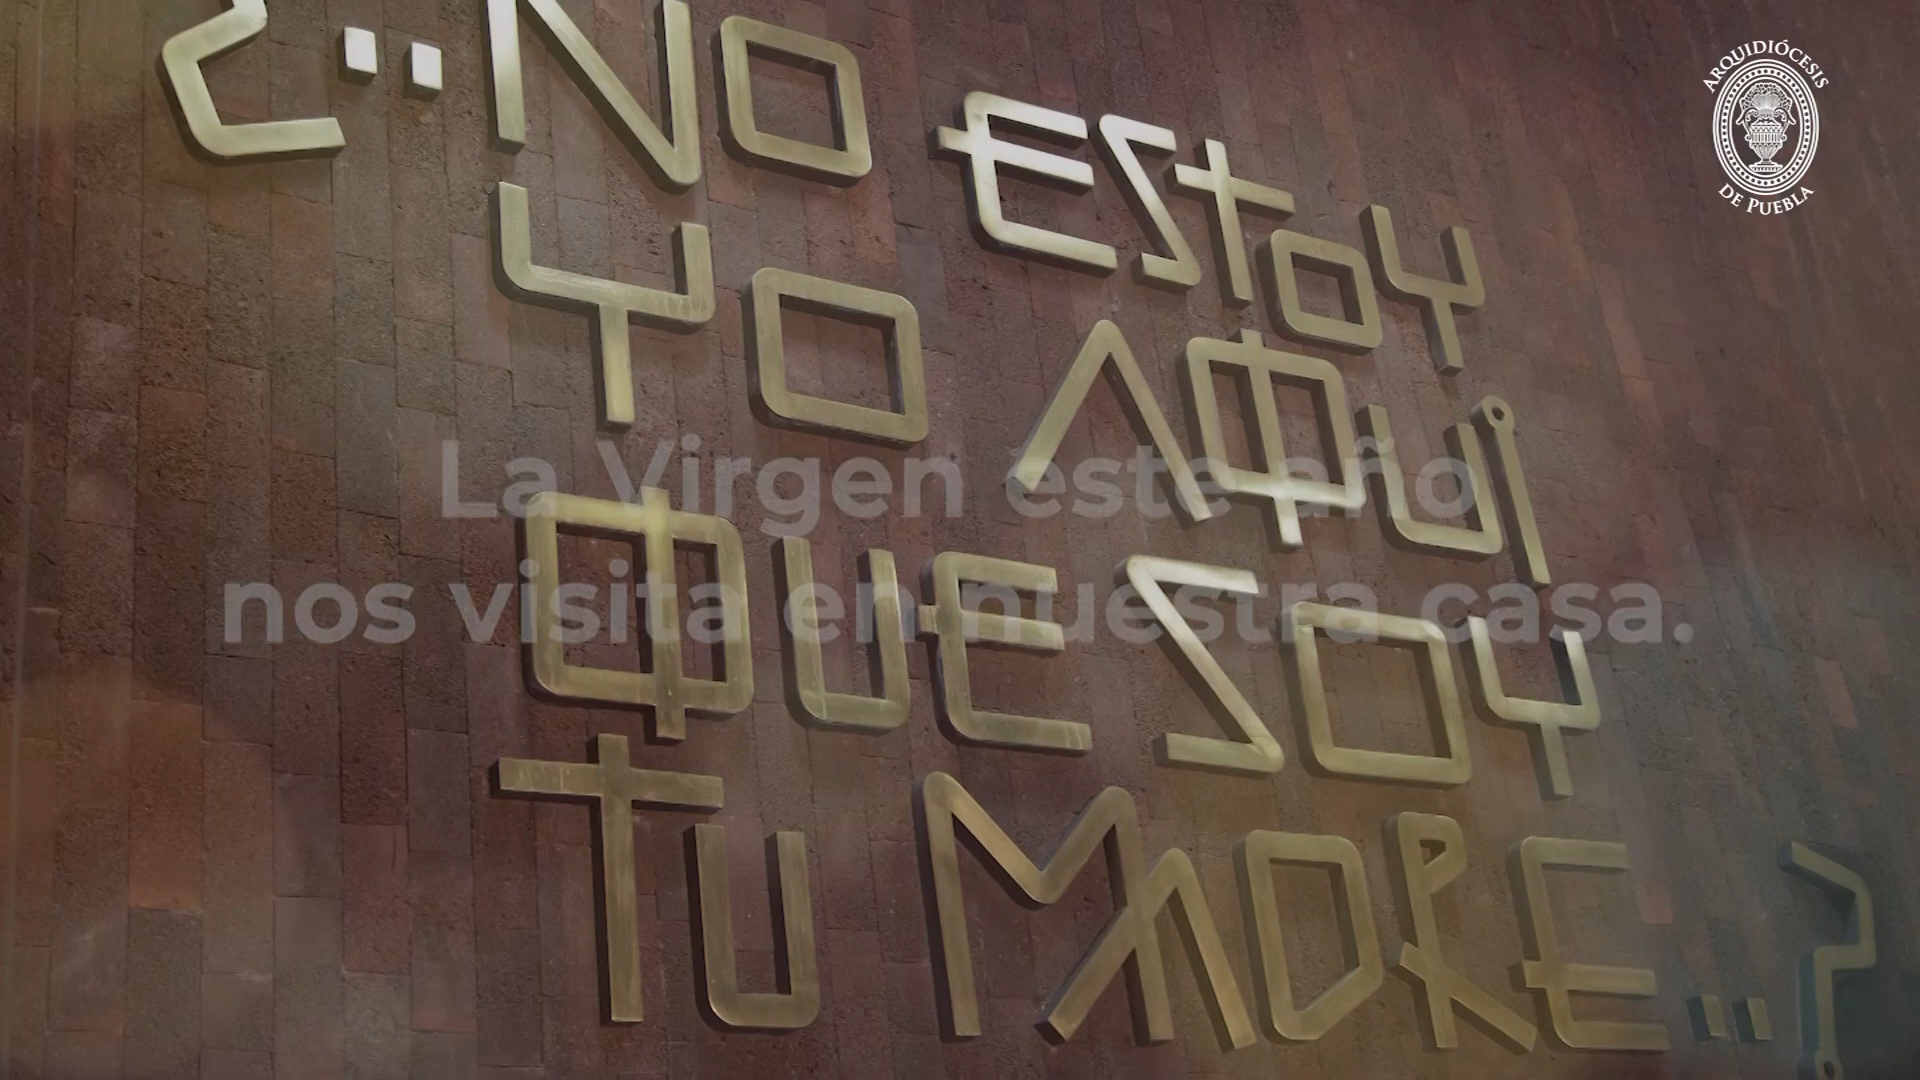 ¿..NO ESTOY
YO AQUÍ
QUE SOY
TU MADRE..?
La Virgen este año
nos visita en nuestra casa.
ARQUIDIÓCESIS
DE PUEBLA